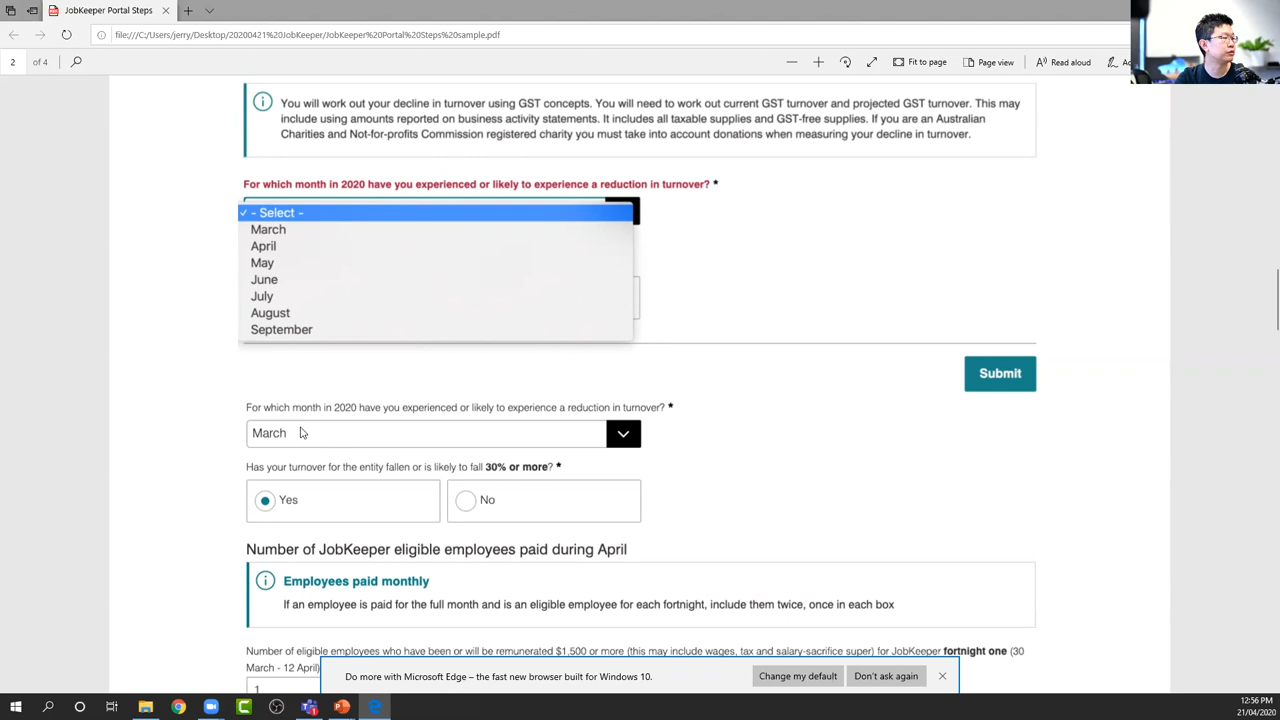 JobKeeper Portal Steps
file:///C:/Users/jerry/Desktop/20200421%20JobKeeper/JobKeeper%20Portal%20Steps%20sample.pdf
2 of 4
Fit to page
Page view
Read aloud
You will work out your decline in turnover using GST concepts. You will need to work out current GST turnover and projected GST turnover. This may
include using amounts reported on business activity statements. It includes all taxable supplies and GST-free supplies. If you are an Australian
Charities and Not-for-profits Commission registered charity you must take into account donations when measuring your decline in turnover.
For which month in 2020 have you experienced or likely to experience a reduction in turnover? *
- Select -
March
April
May
June
July
August
September
Submit
For which month in 2020 have you experienced or likely to experience a reduction in turnover? *
March
Has your turnover for the entity fallen or is likely to fall 30% or more? *
Yes
No
Number of JobKeeper eligible employees paid during April
Employees paid monthly
If an employee is paid for the full month and is an eligible employee for each fortnight, include them twice, once in each box
Number of eligible employees who have been or will be remunerated $1,500 or more (this may include wages, tax and salary-sacrifice super) for JobKeeper fortnight one (30
March - 12 April)
1
Do more with Microsoft Edge – the fast new browser built for Windows 10.
Change my default
Don't ask again
12:56 PM
21/04/2020